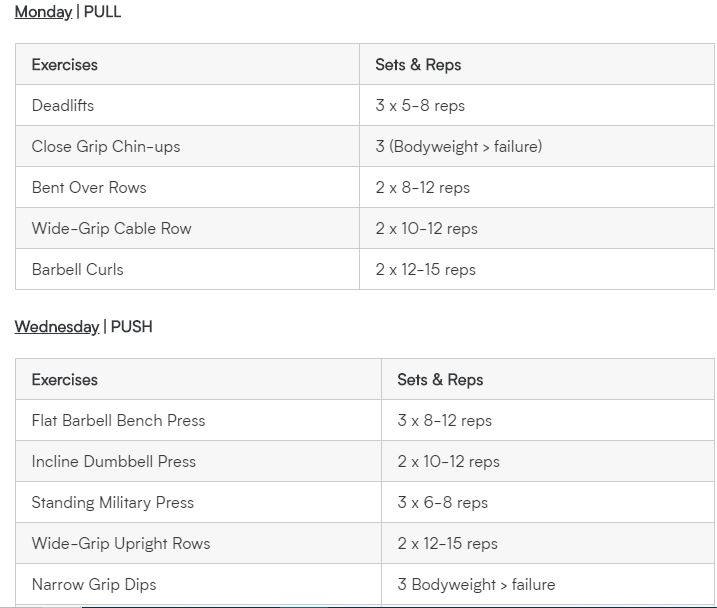 Monday | PULL
Exercises Sets & Reps
Deadlifts 3 x 5-8 reps
Close Grip Chin-ups 3 (Bodyweight > failure)
Bent Over Rows 2 x 8-12 reps
Wide-Grip Cable Row 2 x 10-12 reps
Barbell Curls 2 x 12-15 reps
Wednesday | PUSH
Exercises Sets & Reps
Flat Barbell Bench Press 3 x 8-12 reps
Incline Dumbbell Press 2 x 10-12 reps
Standing Military Press 3 x 6-8 reps
Wide-Grip Upright Rows 2 x 12-15 reps
Narrow Grip Dips 3 Bodyweight > failure